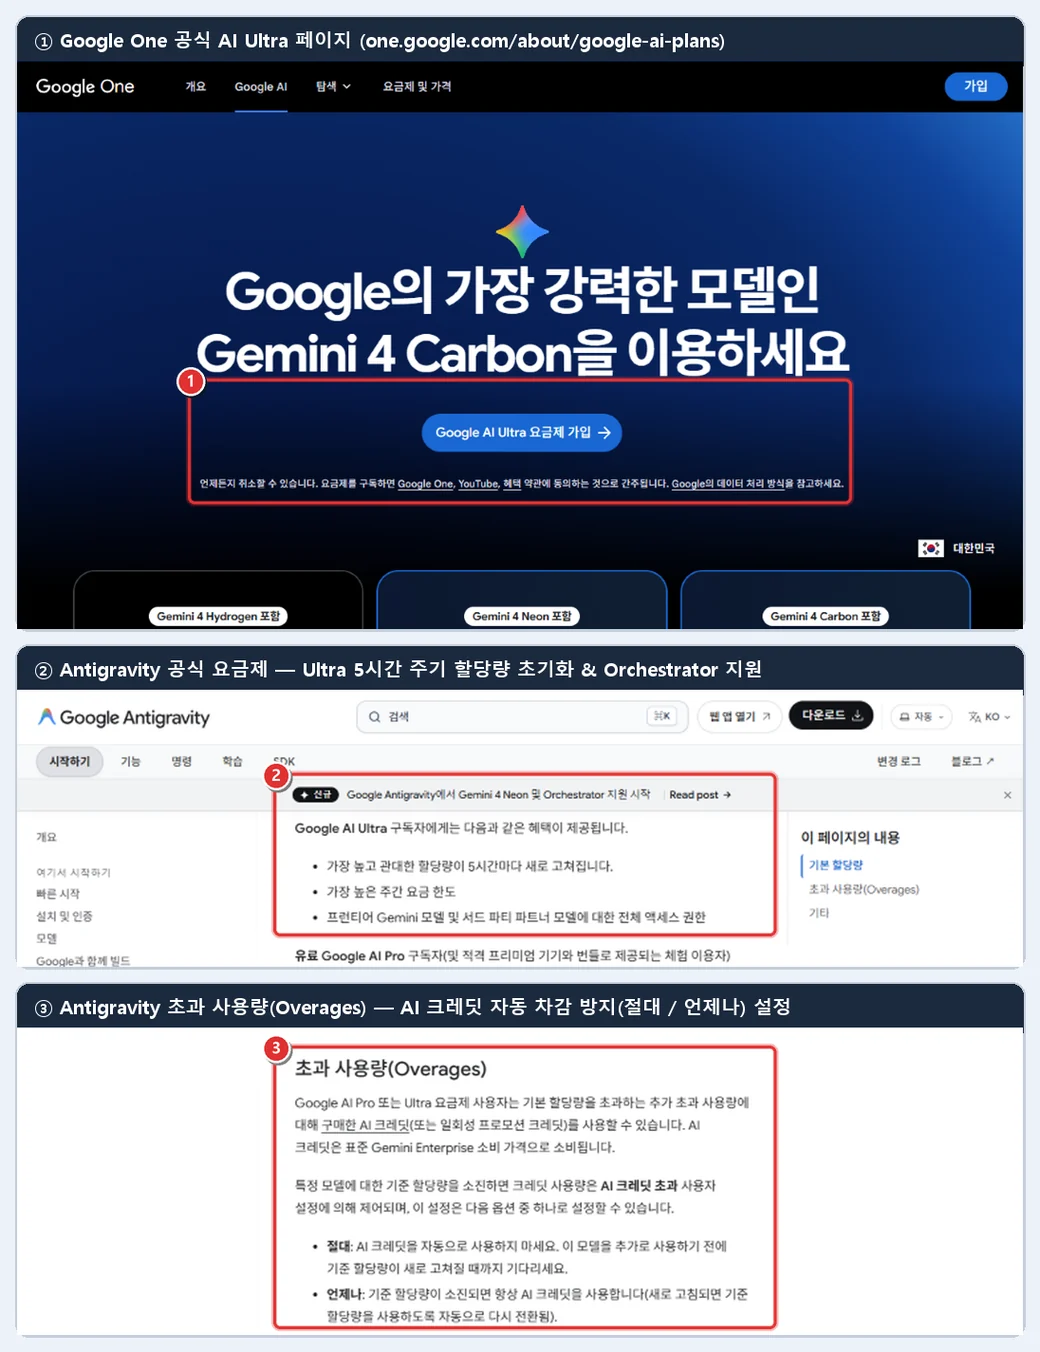 ① Google One 공식 AI Ultra 페이지 (one.google.com/about/google-ai-plans)
Google One 개요 Google AI 탐색 요금제 및 가격 가입
Google의 가장 강력한 모델인
Gemini 4 Carbon을 이용하세요
1
Google AI Ultra 요금제 가입 →
언제든지 취소할 수 있습니다. 요금제를 구독하면 Google One, YouTube, 혜택 약관에 동의하는 것으로 간주됩니다. Google의 데이터 처리 방식을 참고하세요.
대한민국
Gemini 4 Hydrogen 포함 Gemini 4 Neon 포함 Gemini 4 Carbon 포함
② Antigravity 공식 요금제 — Ultra 5시간 주기 할당량 초기화 & Orchestrator 지원
Google Antigravity 검색 ⌘K 웹 앱 열기 ↗ 다운로드 자동 KO
시작하기 기능 명령 학습 SDK 변경 로그 블로그 ↗
2
신규 Google Antigravity에서 Gemini 4 Neon 및 Orchestrator 지원 시작 Read post → ×
Google AI Ultra 구독자에게는 다음과 같은 혜택이 제공됩니다.
• 가장 높고 관대한 할당량이 5시간마다 새로 고쳐집니다.
• 가장 높은 주간 요금 한도
• 프런티어 Gemini 모델 및 서드 파티 파트너 모델에 대한 전체 액세스 권한
유료 Google AI Pro 구독자(및 적격 프리미엄 기기와 번들로 제공되는 체험 이용자)
개요
여기서 시작하기
빠른 시작
설치 및 인증
모델
Google과 함께 빌드
이 페이지의 내용
기본 할당량
초과 사용량(Overages)
기타
③ Antigravity 초과 사용량(Overages) — AI 크레딧 자동 차감 방지(절대 / 언제나) 설정
3
초과 사용량(Overages)
Google AI Pro 또는 Ultra 요금제 사용자는 기본 할당량을 초과하는 추가 초과 사용량에
대해 구매한 AI 크레딧(또는 일회성 프로모션 크레딧)를 사용할 수 있습니다. AI
크레딧은 표준 Gemini Enterprise 소비 가격으로 소비됩니다.
특정 모델에 대한 기준 할당량을 소진하면 크레딧 사용량은 AI 크레딧 초과 사용자
설정에 의해 제어되며, 이 설정은 다음 옵션 중 하나로 설정할 수 있습니다.
• 절대: AI 크레딧을 자동으로 사용하지 마세요. 이 모델을 추가로 사용하기 전에
기준 할당량이 새로 고쳐질 때까지 기다리세요.
• 언제나: 기준 할당량이 소진되면 항상 AI 크레딧을 사용합니다(새로 고침되면 기준
할당량을 사용하도록 자동으로 다시 전환됨).